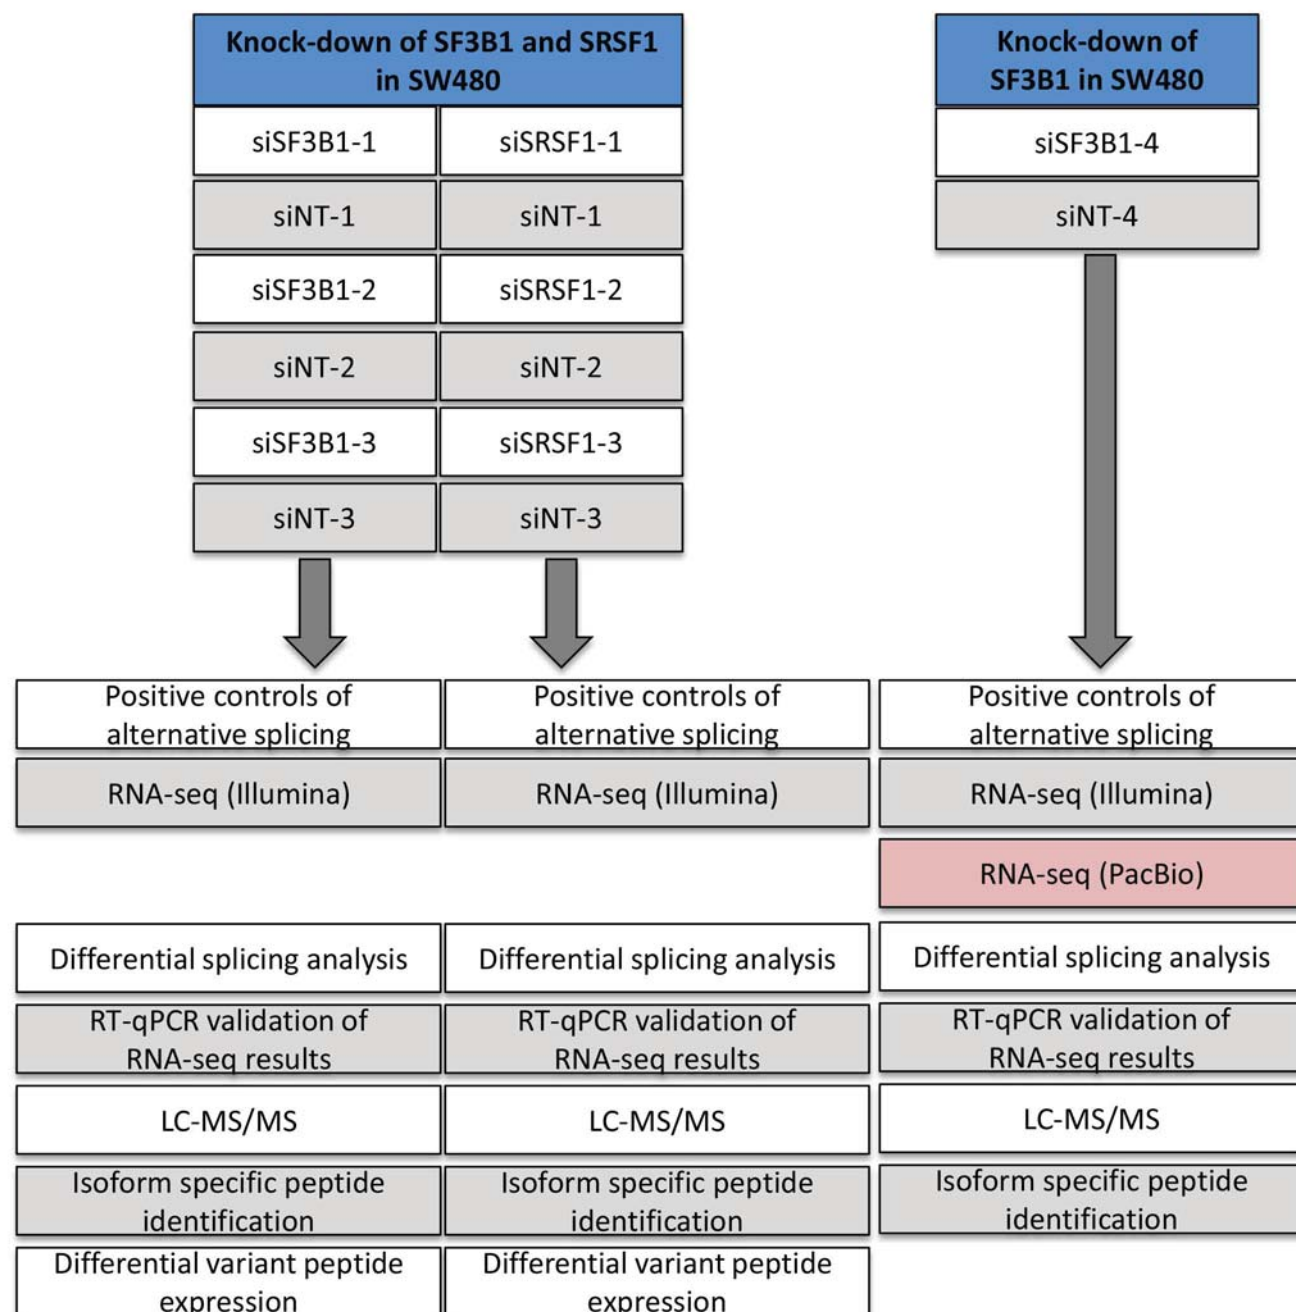 Knock-down of SF3B1 and SRSF1
in SW480
siSF3B1-1
siSRSF1-1
siNT-1
siNT-1
siSF3B1-2
siSRSF1-2
siNT-2
siNT-2
siSF3B1-3
siSRSF1-3
siNT-3
siNT-3
Knock-down of
SF3B1 in SW480
siSF3B1-4
siNT-4
Positive controls of
alternative splicing
Positive controls of
alternative splicing
Positive controls of
alternative splicing
RNA-seq (Illumina)
RNA-seq (Illumina)
RNA-seq (Illumina)
RNA-seq (PacBio)
Differential splicing analysis
Differential splicing analysis
Differential splicing analysis
RT-qPCR validation of
RNA-seq results
RT-qPCR validation of
RNA-seq results
RT-qPCR validation of
RNA-seq results
LC-MS/MS
LC-MS/MS
LC-MS/MS
Isoform specific peptide
identification
Isoform specific peptide
identification
Isoform specific peptide
identification
Differential variant peptide
expression
Differential variant peptide
expression